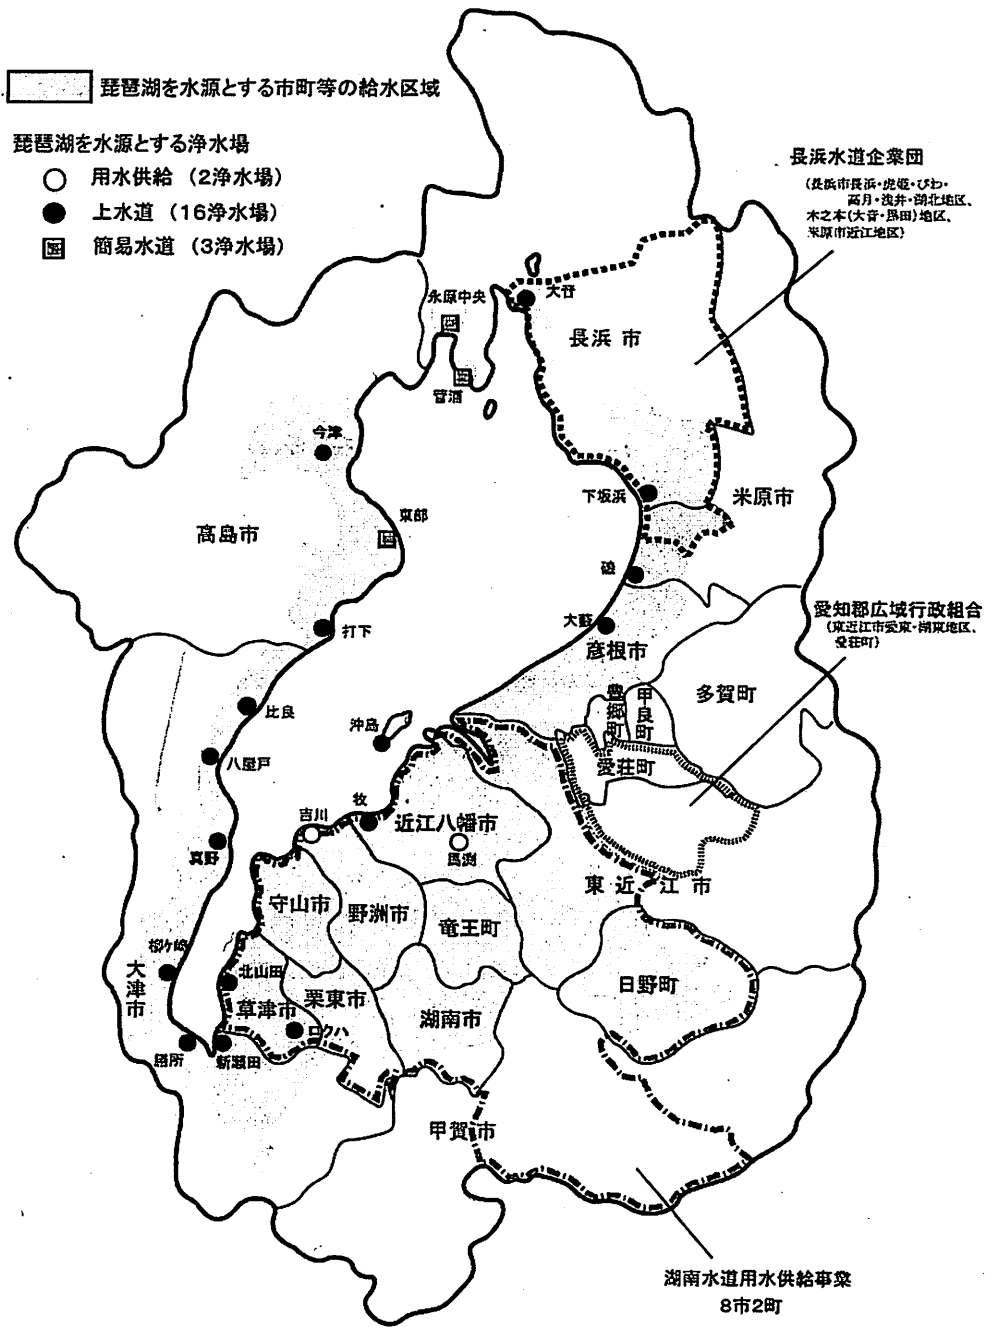 琵琶湖を水源とする市町等の給水区域
琵琶湖を水源とする浄水場
用水供給 (2浄水場)
上水道 (16浄水場)
簡易水道 (3浄水場)
長浜水道企業団
(長浜市長浜・虎姫・びわ・
高月・浅井・湖北地区、
木之本(大音・黒田)地区、
米原市近江地区)
永原中央
大音
長浜市
菅浦
今津
下坂浜
米原市
高島市
東部
磯
愛知郡広域行政組合
(東近江市愛東・湖東地区、
愛荘町)
大藪
打下
彦根市
多賀町
豊郷町
甲良町
比良
沖島
八屋戸
愛荘町
牧
吉川
近江八幡市
馬渕
真野
東近江市
守山市
野洲市
竜王町
柳ケ崎
北山田
大津市
日野町
栗東市
草津市
湖南市
ロクハ
膳所
新瀬田
甲賀市
湖南水道用水供給事業
8市2町